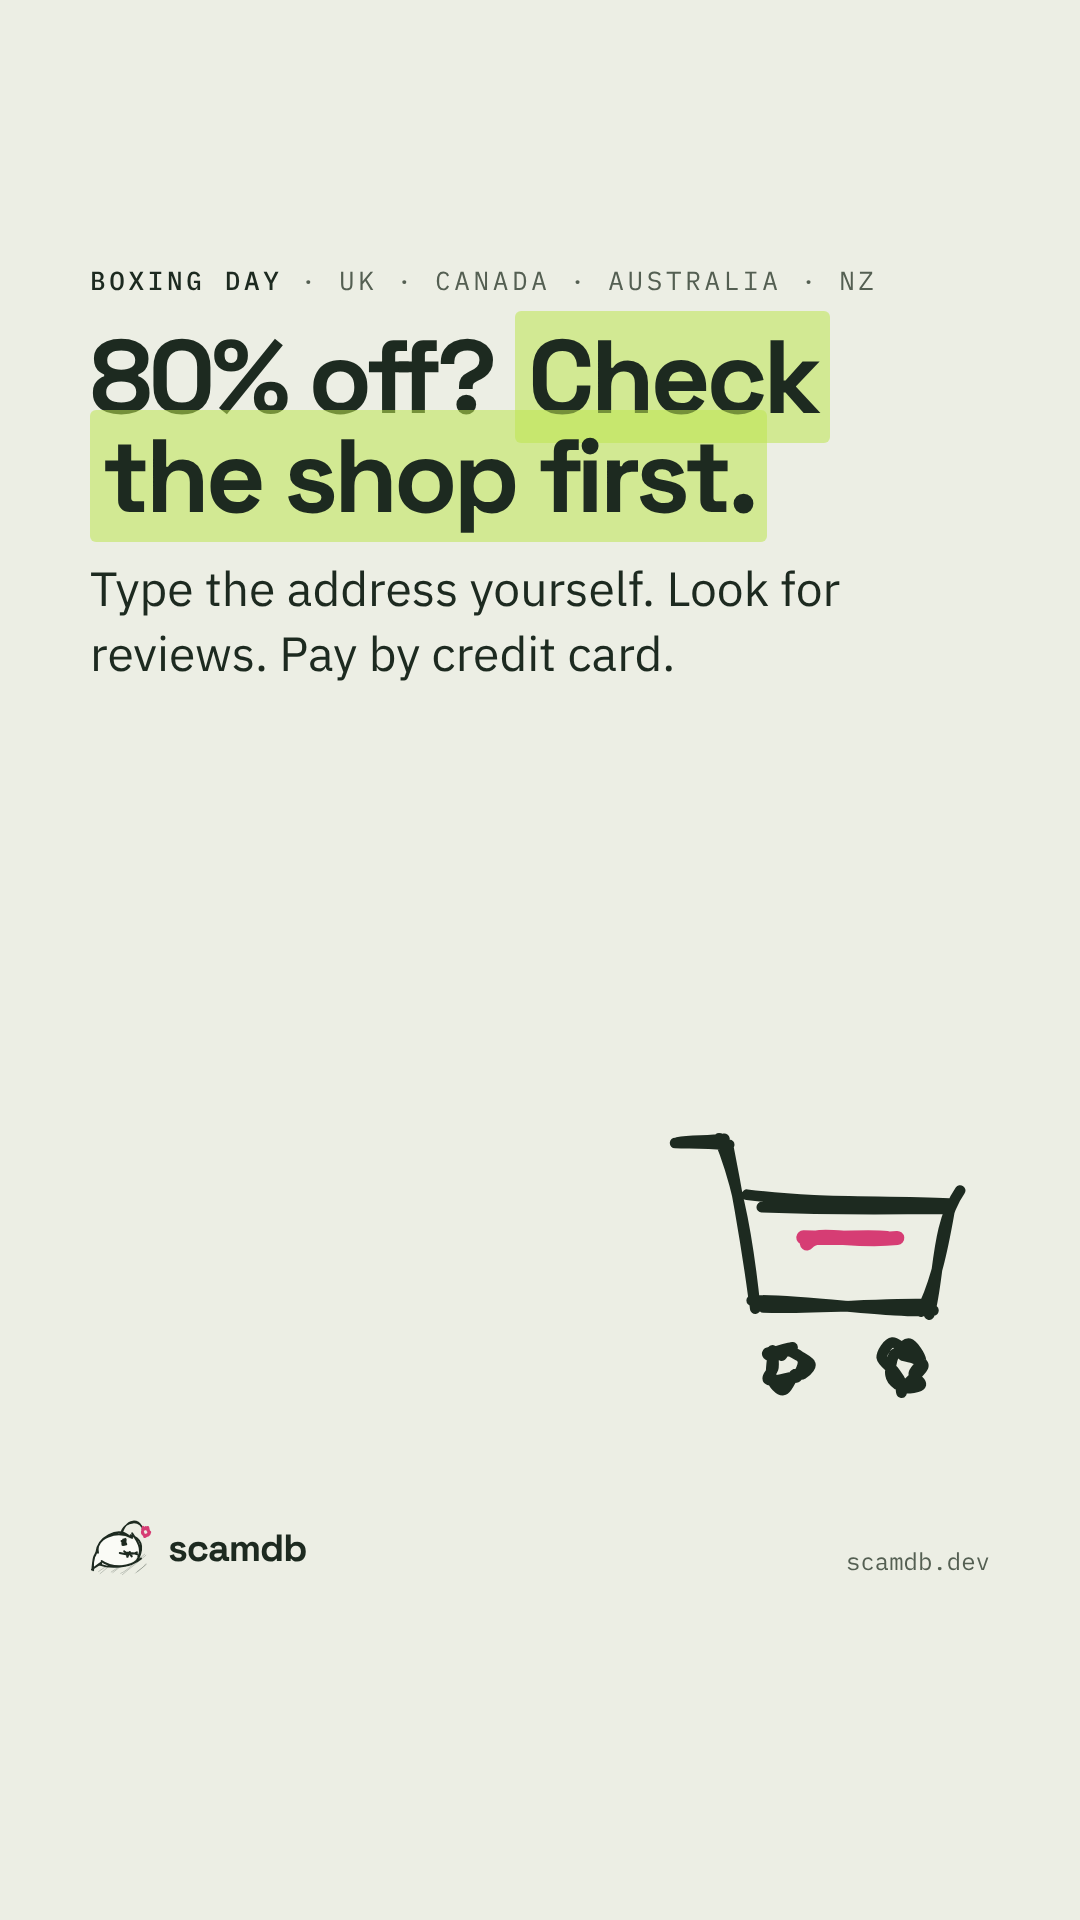 BOXING DAY · UK · CANADA · AUSTRALIA · NZ
80% off? Check
the shop first.
Type the address yourself. Look for
reviews. Pay by credit card.
scamdb
scamdb.dev